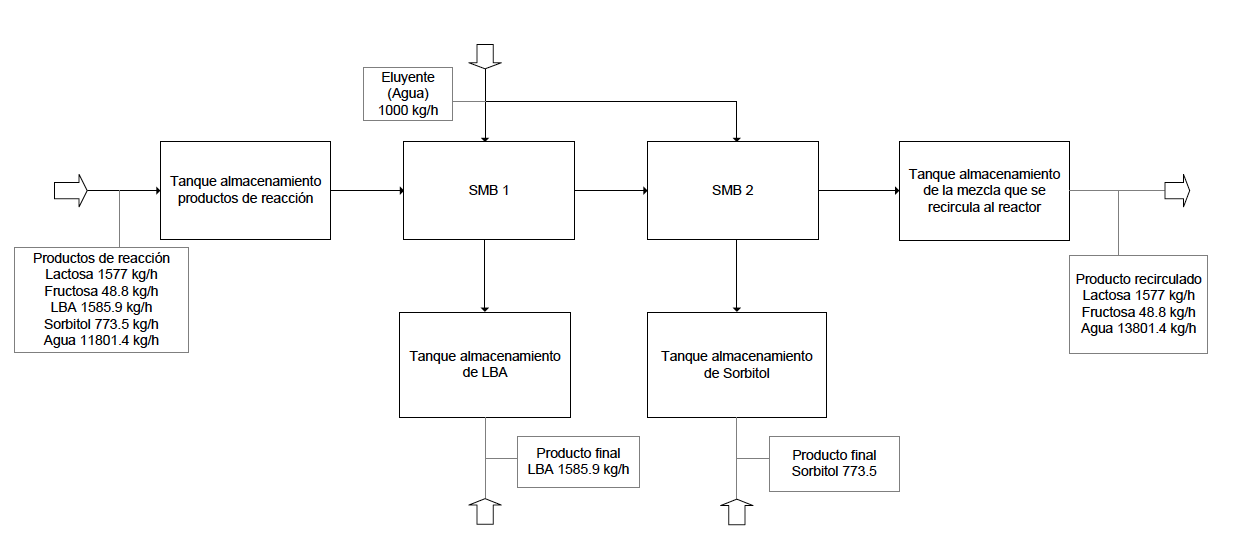 Eluyente
(Agua)
1000 kg/h
Tanque almacenamiento
productos de reacción
SMB 1
SMB 2
Tanque almacenamiento
de la mezcla que se
recircula al reactor
Productos de reacción
Lactosa 1577 kg/h
Fructosa 48.8 kg/h
LBA 1585.9 kg/h
Sorbitol 773.5 kg/h
Agua 11801.4 kg/h
Producto recirculado
Lactosa 1577 kg/h
Fructosa 48.8 kg/h
Agua 13801.4 kg/h
Tanque almacenamiento
de LBA
Tanque almacenamiento
de Sorbitol
Producto final
LBA 1585.9 kg/h
Producto final
Sorbitol 773.5